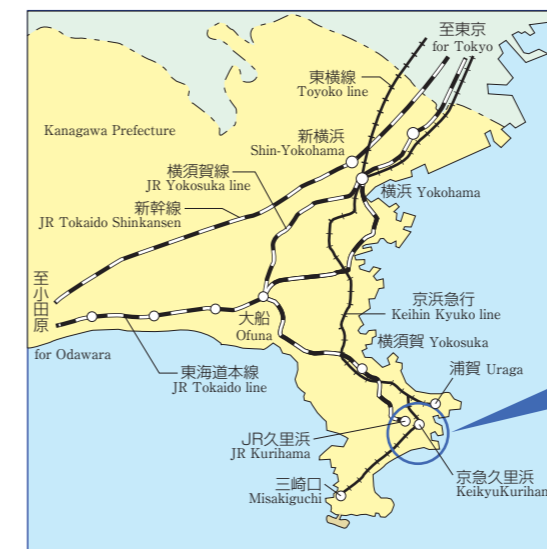 至東京
for Tokyo
東横線
Toyoko line
Kanagawa Prefecture
新横浜
Shin-Yokohama
横須賀線
JR Yokosuka line
横浜 Yokohama
新幹線
JR Tokaido Shinkansen
至小田原
for Odawara
大船
Ofuna
京浜急行
Keihin Kyuko line
横須賀 Yokosuka
東海道本線
JR Tokaido line
浦賀 Uraga
JR久里浜
JR Kurihama
三崎口
Misakiguchi
京急久里浜
KeikyuKurihan